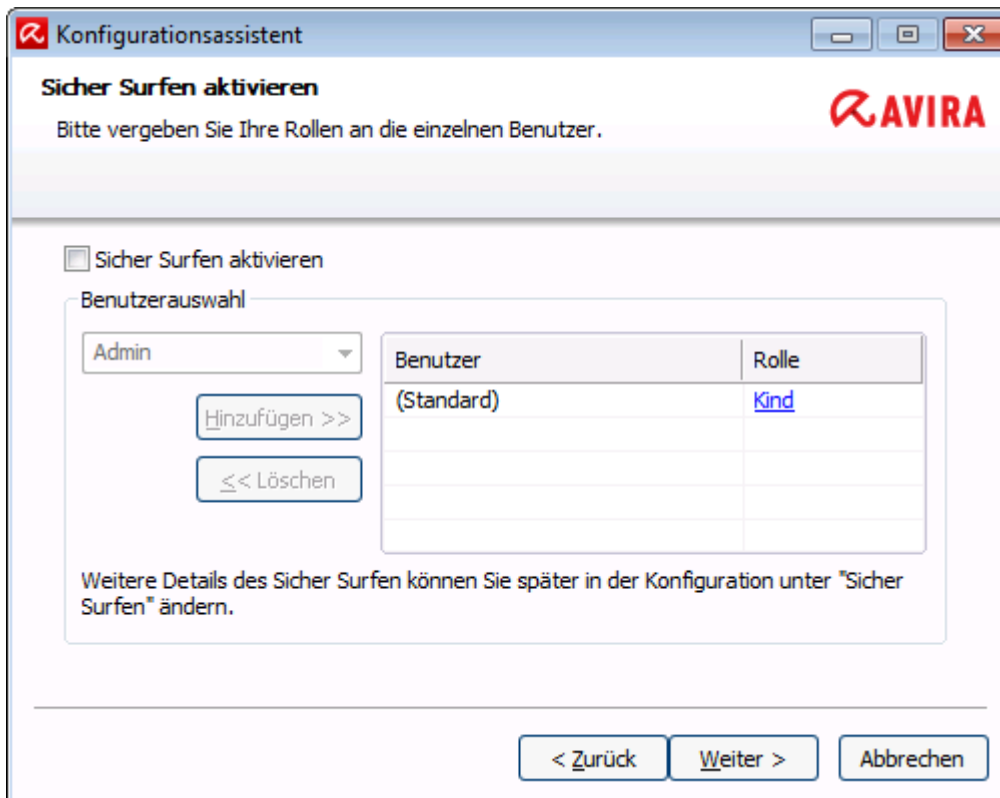 Konfigurationsassistent
Sicher Surfen aktivieren
Bitte vergeben Sie Ihre Rollen an die einzelnen Benutzer.
AVIRA
Sicher Surfen aktivieren
Benutzerauswahl
Admin
Hinzufügen >>
<< Löschen
Benutzer Rolle
(Standard) Kind
Weitere Details des Sicher Surfen können Sie später in der Konfiguration unter "Sicher
Surfen" ändern.
< Zurück Weiter > Abbrechen